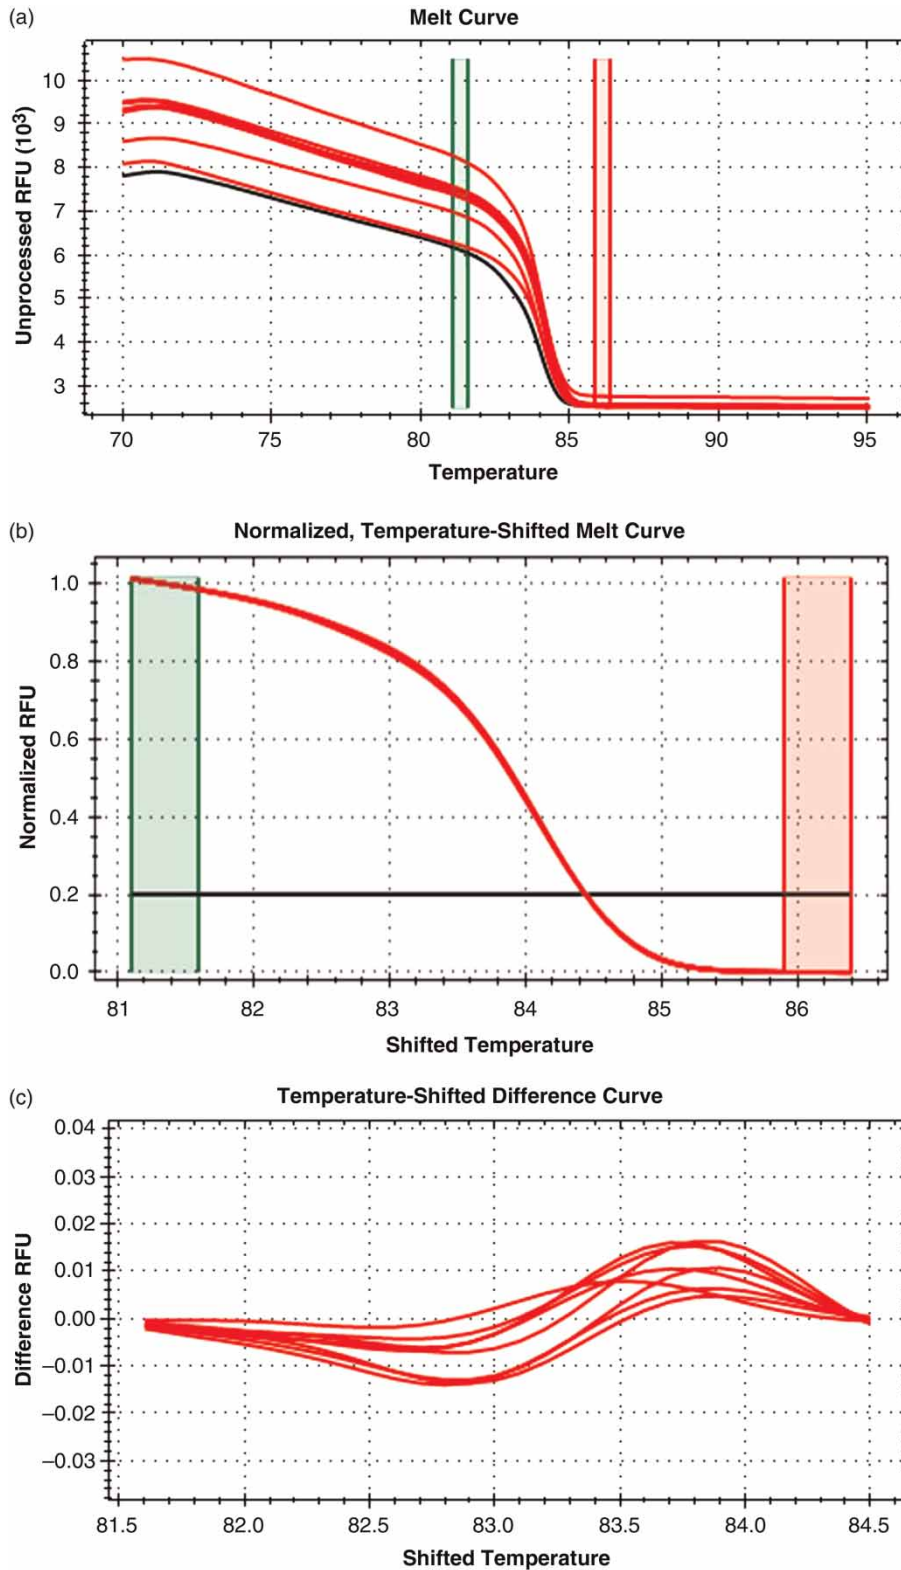 (a)
Melt Curve
Unprocessed RFU (10³)
10
9
8
7
6
5
4
3
70 75 80 85 90 95
Temperature
(b)
Normalized, Temperature-Shifted Melt Curve
Normalized RFU
1.0
0.8
0.6
0.4
0.2
0.0
81 82 83 84 85 86
Shifted Temperature
(c)
Temperature-Shifted Difference Curve
Difference RFU
0.04
0.03
0.02
0.01
0.00
−0.01
−0.02
−0.03
81.5 82.0 82.5 83.0 83.5 84.0 84.5
Shifted Temperature